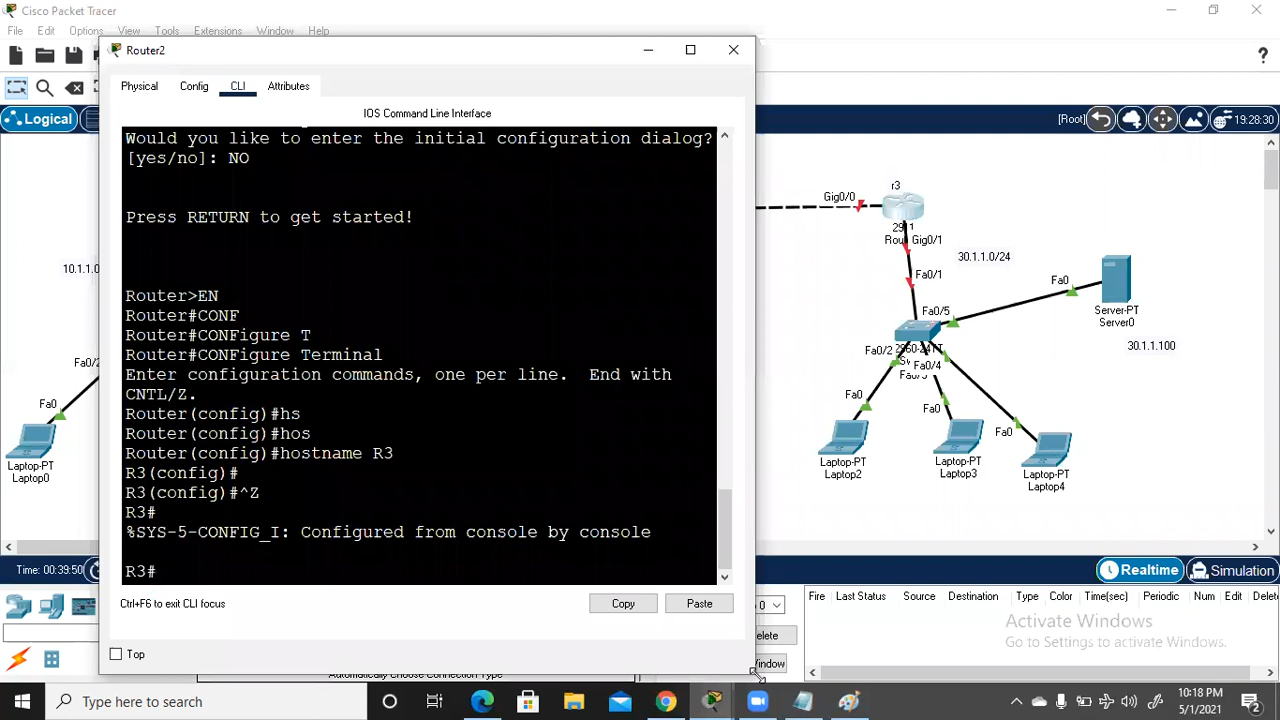 Cisco Packet Tracer
File Edit Options View Tools Extensions Window Help
Router2
Physical Config CLI Attributes
IOS Command Line Interface
Would you like to enter the initial configuration dialog?
[yes/no]: NO
Press RETURN to get started!
Router>EN
Router#CONF
Router#CONFigure T
Router#CONFigure Terminal
Enter configuration commands, one per line.  End with
CNTL/Z.
Router(config)#hs
Router(config)#hos
Router(config)#hostname R3
R3(config)#
R3(config)#^Z
R3#
%SYS-5-CONFIG_I: Configured from console by console
R3#
Ctrl+F6 to exit CLI focus
Copy Paste
Top
Logical
[Root] 19:28:30
10.1.1.0
Fa0/2
Fa0
Laptop-PT
Laptop0
r3
Gig0/0
Gig0/1
30.1.1.0/24
Fa0/1
Fa0
Fa0/5
Server-PT
Server0
30.1.1.100
Fa0/2
Fa0/4
Fa0
Fa0
Fa0
Laptop-PT
Laptop2
Laptop-PT
Laptop3
Laptop-PT
Laptop4
Time: 00:39:50
Realtime Simulation
0
Fire Last Status Source Destination Type Color Time(sec) Periodic Num Edit Delete
Activate Windows
Go to Settings to activate Windows.
Automatically Choose Connection Type
Type here to search
10:18 PM
5/1/2021
2